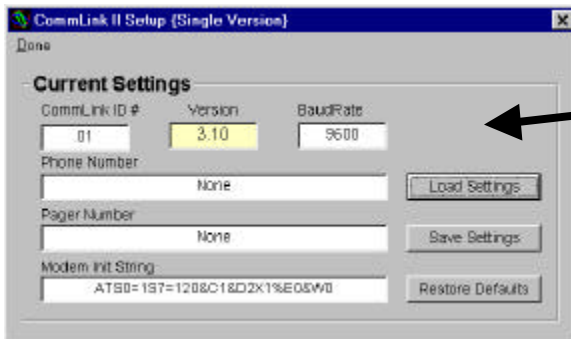 CommLink II Setup {Single Version}
Done
Current Settings
CommLink ID # Version BaudRate
01 3.10 9600
Phone Number
None Load Settings
Pager Number
None Save Settings
Modem Init String
ATS0=1S7=120&C1&D2X1%E0&W0 Restore Defaults